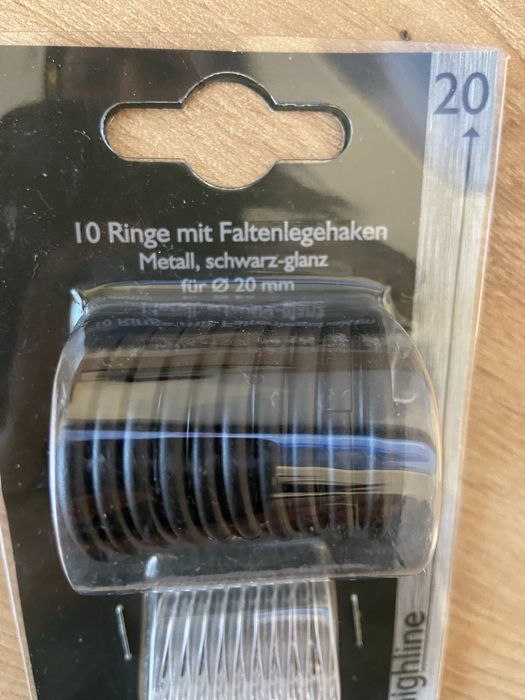 20
10 Ringe mit Faltenlegehaken
Metall, schwarz-glanz
für Ø 20 mm
highline